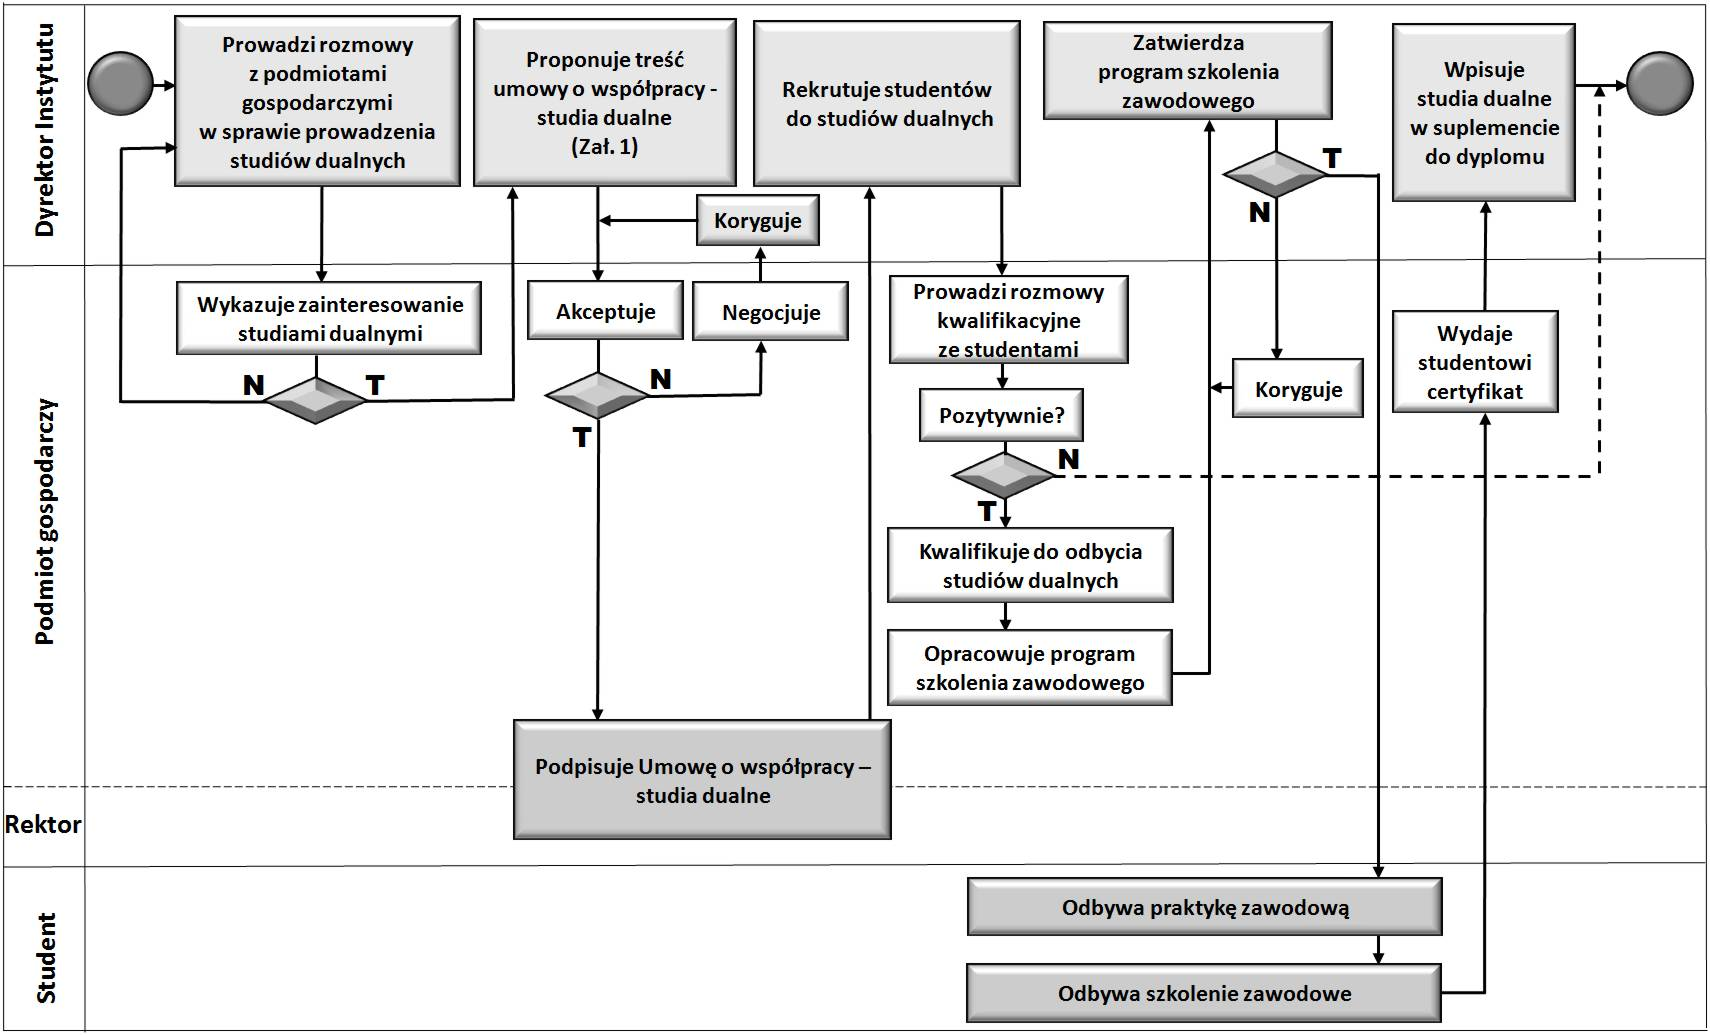 Dyrektor Instytutu
Prowadzi rozmowy
z podmiotami
gospodarczymi
w sprawie prowadzenia
studiów dualnych
Proponuje treść
umowy o współpracy -
studia dualne
(Zał. 1)
Koryguje
Rekrutuje studentów
do studiów dualnych
Zatwierdza
program szkolenia
zawodowego
T
N
Wpisuje
studia dualne
w suplemencie
do dyplomu
Podmiot gospodarczy
Wykazuje zainteresowanie
studiami dualnymi
N
T
Akceptuje
N
T
Negocjuje
Prowadzi rozmowy
kwalifikacyjne
ze studentami
Pozytywnie?
N
T
Kwalifikuje do odbycia
studiów dualnych
Opracowuje program
szkolenia zawodowego
Koryguje
Wydaje
studentowi
certyfikat
Podpisuje Umowę o współpracy –
studia dualne
Rektor
Student
Odbywa praktykę zawodową
Odbywa szkolenie zawodowe